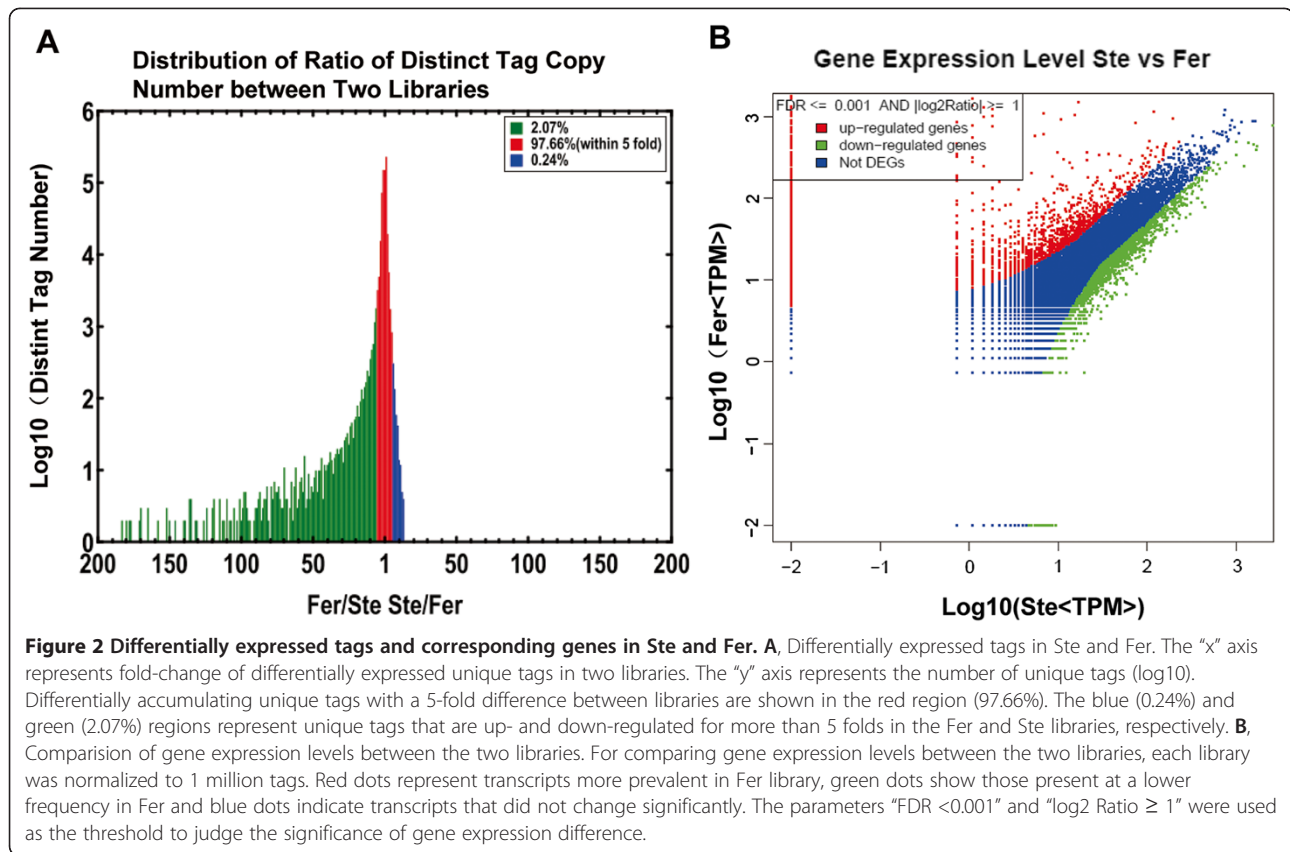 A
Distribution of Ratio of Distinct Tag Copy
Number between Two Libraries
2.07%
97.66%(within 5 fold)
0.24%
Log10（Distint Tag Number)
6
5
4
3
2
1
0
200 150 100 50 1 50 100 150 200
Fer/Ste Ste/Fer
B
Gene Expression Level Ste vs Fer
FDR <= 0.001 AND |log2Ratio| >= 1
up-regulated genes
down-regulated genes
Not DEGs
Log10（Fer<TPM>)
3
2
1
0
−1
−2
−2 −1 0 1 2 3
Log10(Ste<TPM>)
Figure 2 Differentially expressed tags and corresponding genes in Ste and Fer. A, Differentially expressed tags in Ste and Fer. The “x” axis
represents fold-change of differentially expressed unique tags in two libraries. The “y” axis represents the number of unique tags (log10).
Differentially accumulating unique tags with a 5-fold difference between libraries are shown in the red region (97.66%). The blue (0.24%) and
green (2.07%) regions represent unique tags that are up- and down-regulated for more than 5 folds in the Fer and Ste libraries, respectively. B,
Comparision of gene expression levels between the two libraries. For comparing gene expression levels between the two libraries, each library
was normalized to 1 million tags. Red dots represent transcripts more prevalent in Fer library, green dots show those present at a lower
frequency in Fer and blue dots indicate transcripts that did not change significantly. The parameters “FDR <0.001” and “log2 Ratio ≥ 1” were used
as the threshold to judge the significance of gene expression difference.